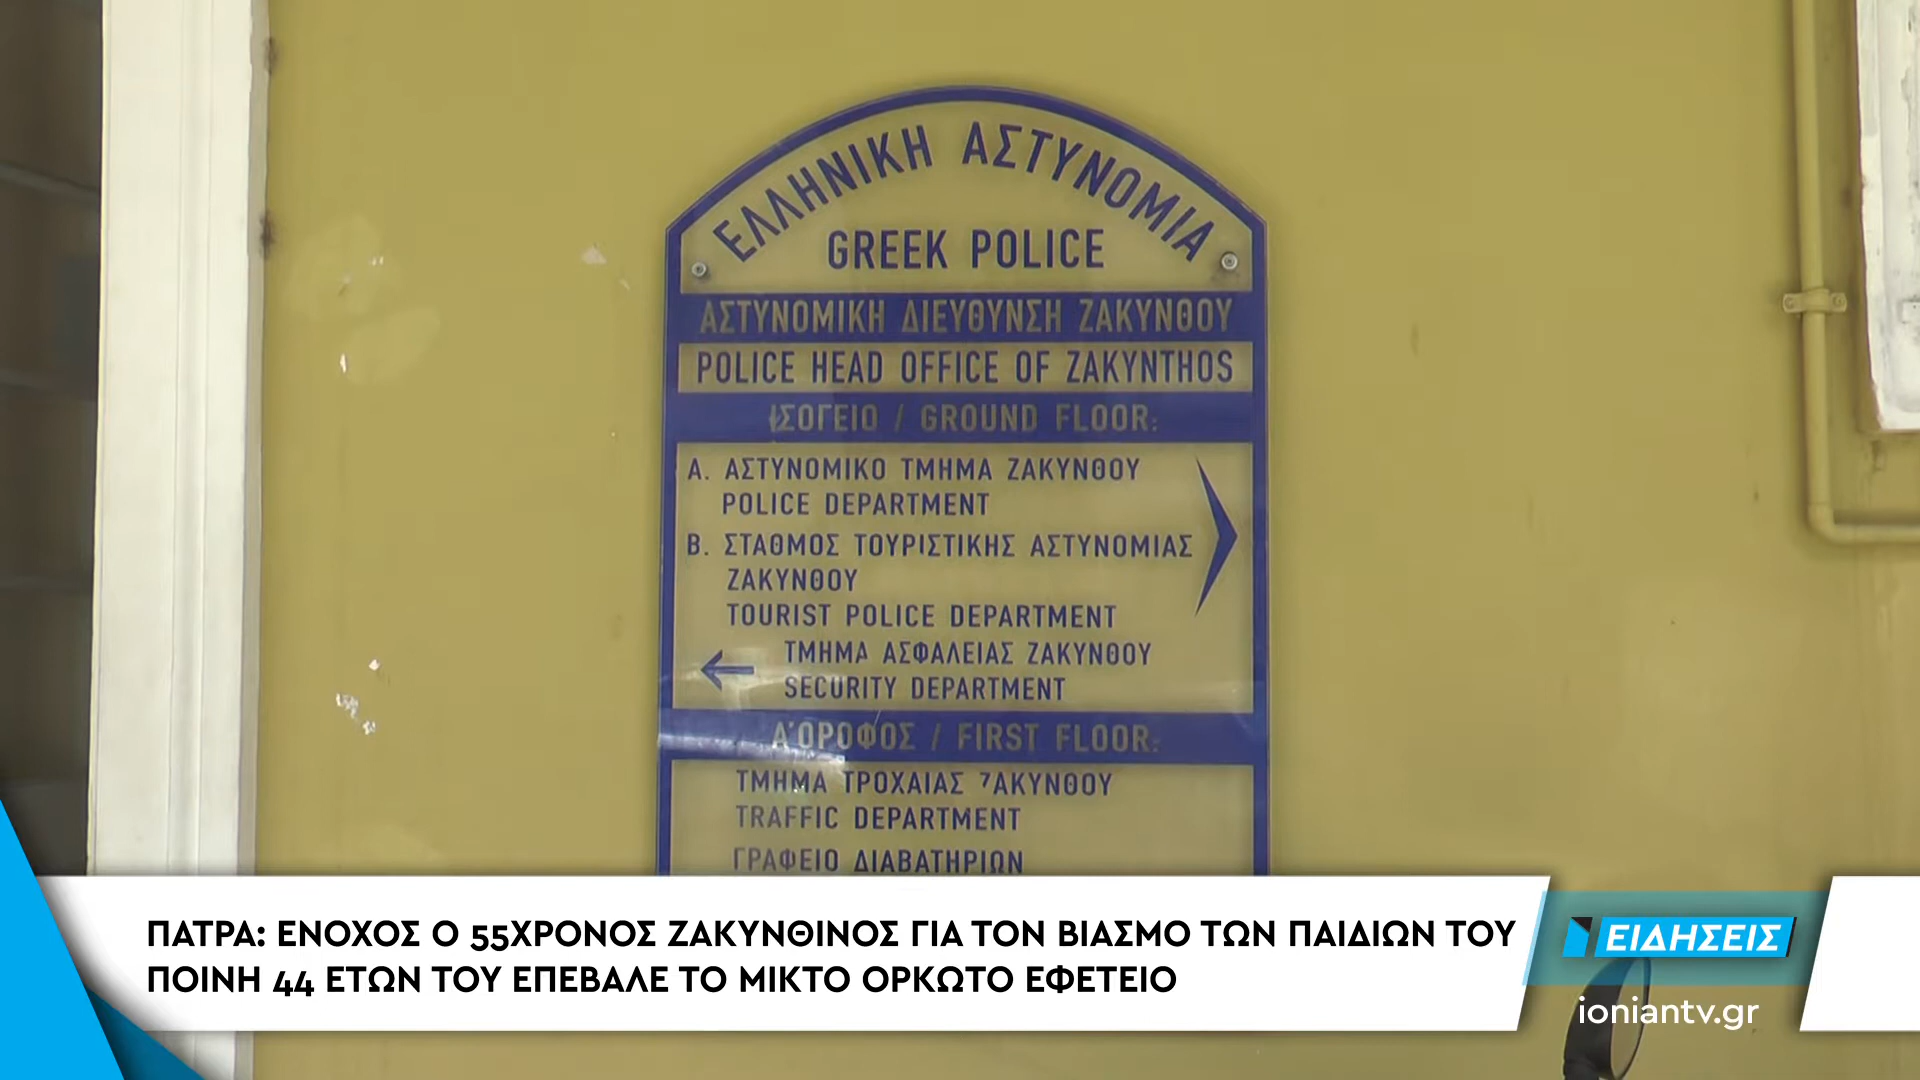 ΕΛΛΗΝΙΚΗ ΑΣΤΥΝΟΜΙΑ
GREEK POLICE
ΑΣΤΥΝΟΜΙΚΗ ΔΙΕΥΘΥΝΣΗ ΖΑΚΥΝΘΟΥ
POLICE HEAD OFFICE OF ZAKYNTHOS
ΙΣΟΓΕΙΟ / GROUND FLOOR:
Α. ΑΣΤΥΝΟΜΙΚΟ ΤΜΗΜΑ ΖΑΚΥΝΘΟΥ
POLICE DEPARTMENT
Β. ΣΤΑΘΜΟΣ ΤΟΥΡΙΣΤΙΚΗΣ ΑΣΤΥΝΟΜΙΑΣ
ΖΑΚΥΝΘΟΥ
TOURIST POLICE DEPARTMENT
ΤΜΗΜΑ ΑΣΦΑΛΕΙΑΣ ΖΑΚΥΝΘΟΥ
SECURITY DEPARTMENT
Α'ΟΡΟΦΟΣ / FIRST FLOOR:
ΤΜΗΜΑ ΤΡΟΧΑΙΑΣ ΖΑΚΥΝΘΟΥ
TRAFFIC DEPARTMENT
ΓΡΑΦΕΙΟ ΔΙΑΒΑΤΗΡΙΩΝ
ΠΑΤΡΑ: ΕΝΟΧΟΣ Ο 55ΧΡΟΝΟΣ ΖΑΚΥΝΘΙΝΟΣ ΓΙΑ ΤΟΝ ΒΙΑΣΜΟ ΤΩΝ ΠΑΙΔΙΩΝ ΤΟΥ
ΠΟΙΝΗ 44 ΕΤΩΝ ΤΟΥ ΕΠΕΒΑΛΕ ΤΟ ΜΙΚΤΟ ΟΡΚΩΤΟ ΕΦΕΤΕΙΟ
ΕΙΔΗΣΕΙΣ
ioniantv.gr